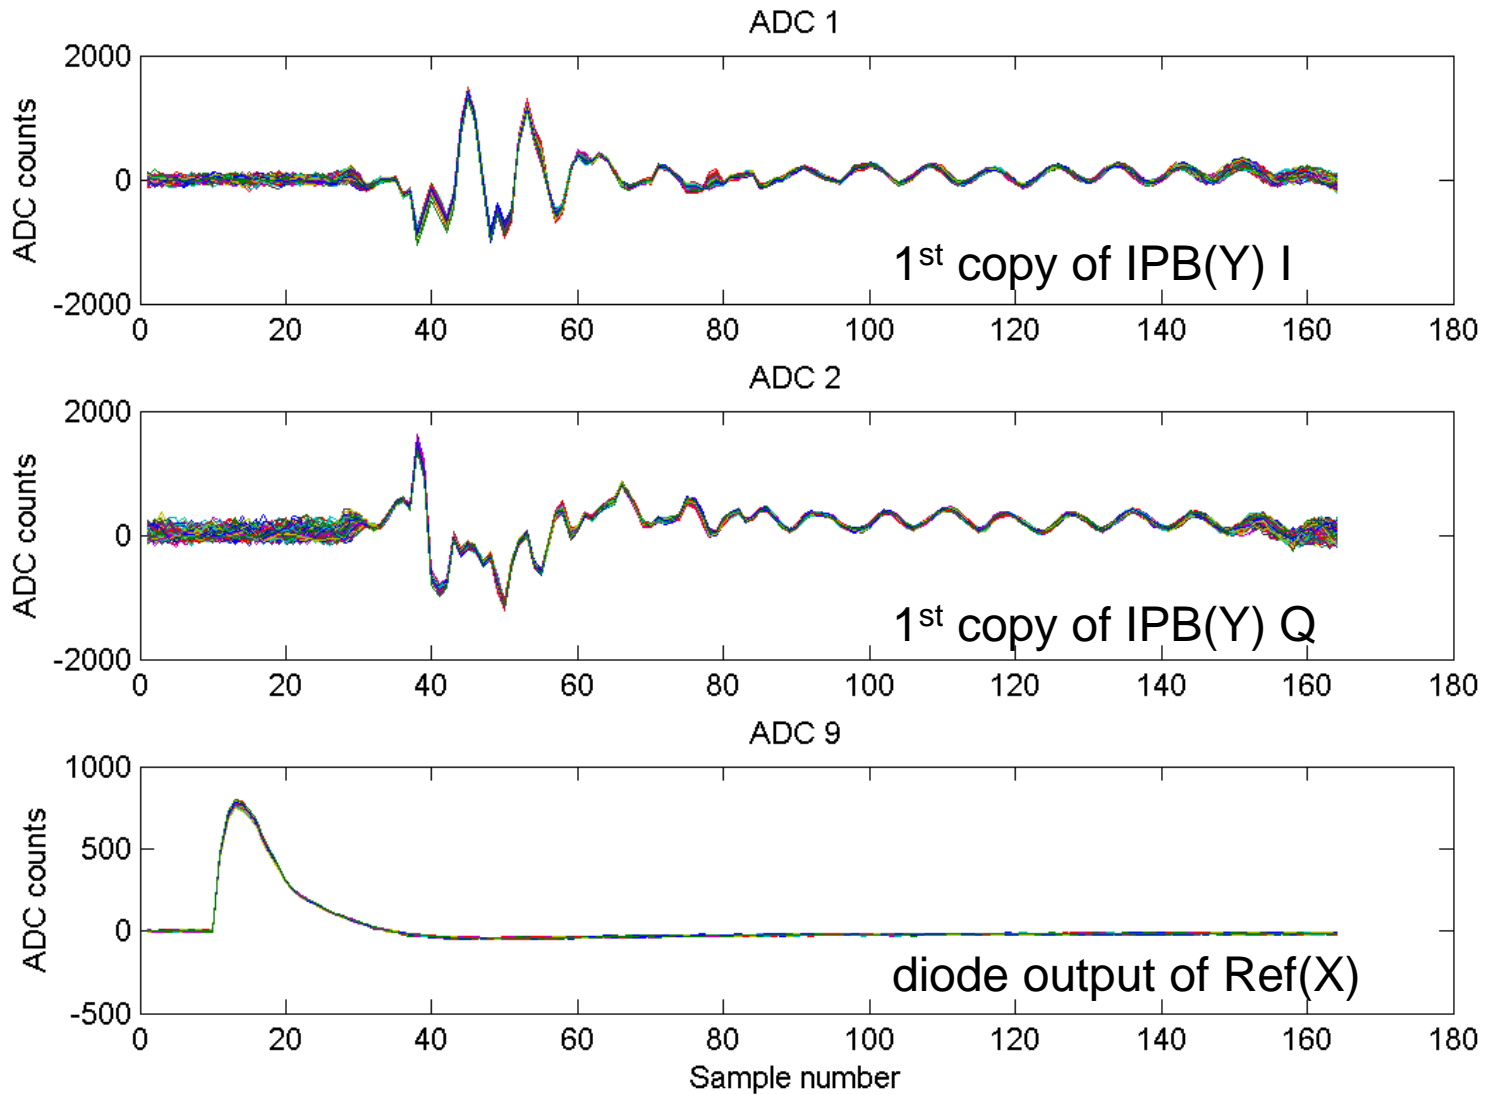 ADC 1
2000
0
-2000
ADC counts
0 20 40 60 80 100 120 140 160 180
1st copy of IPB(Y) I
ADC 2
2000
0
-2000
ADC counts
0 20 40 60 80 100 120 140 160 180
1st copy of IPB(Y) Q
ADC 9
1000
500
0
-500
ADC counts
0 20 40 60 80 100 120 140 160 180
diode output of Ref(X)
Sample number